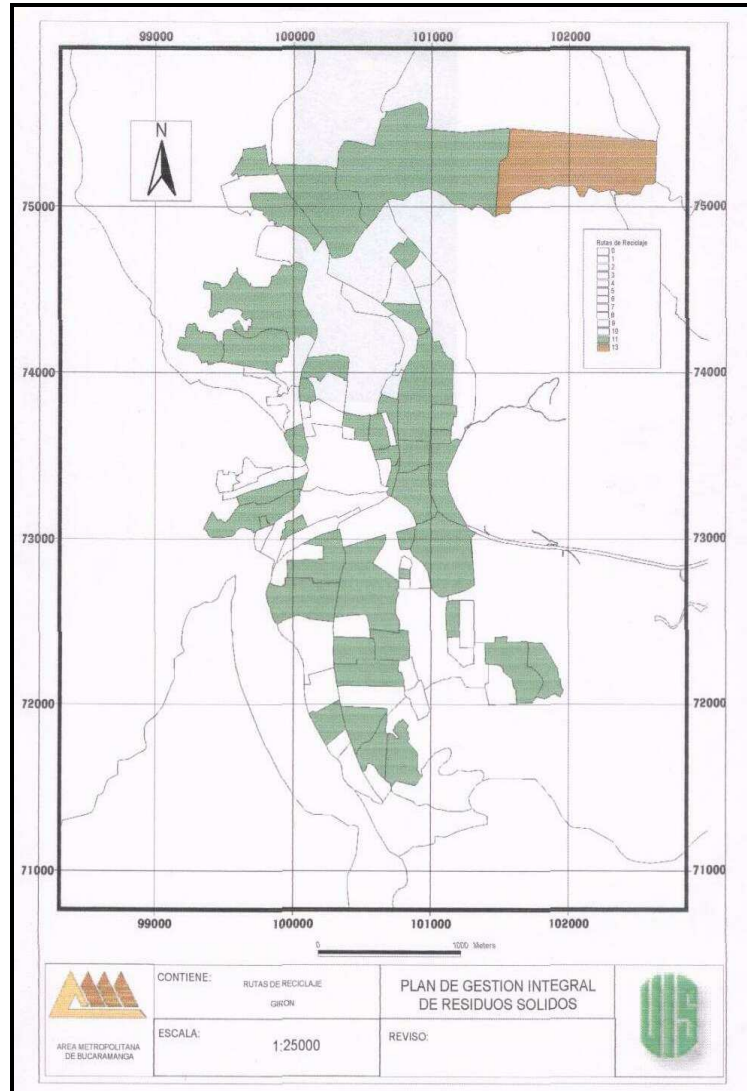 99000 100000 101000 102000
N
75000 75000
Rutas de Reciclaje
0
1
2
3
4
5
6
7
8
9
10
11
13
74000 74000
73000 73000
72000 72000
71000 71000
99000 100000 101000 102000
0 1000 Meters
CONTIENE:
RUTAS DE RECICLAJE
GIRON
PLAN DE GESTION INTEGRAL
DE RESIDUOS SOLIDOS
AREA METROPOLITANA
DE BUCARAMANGA
ESCALA:
1:25000
REVISO:
UIS